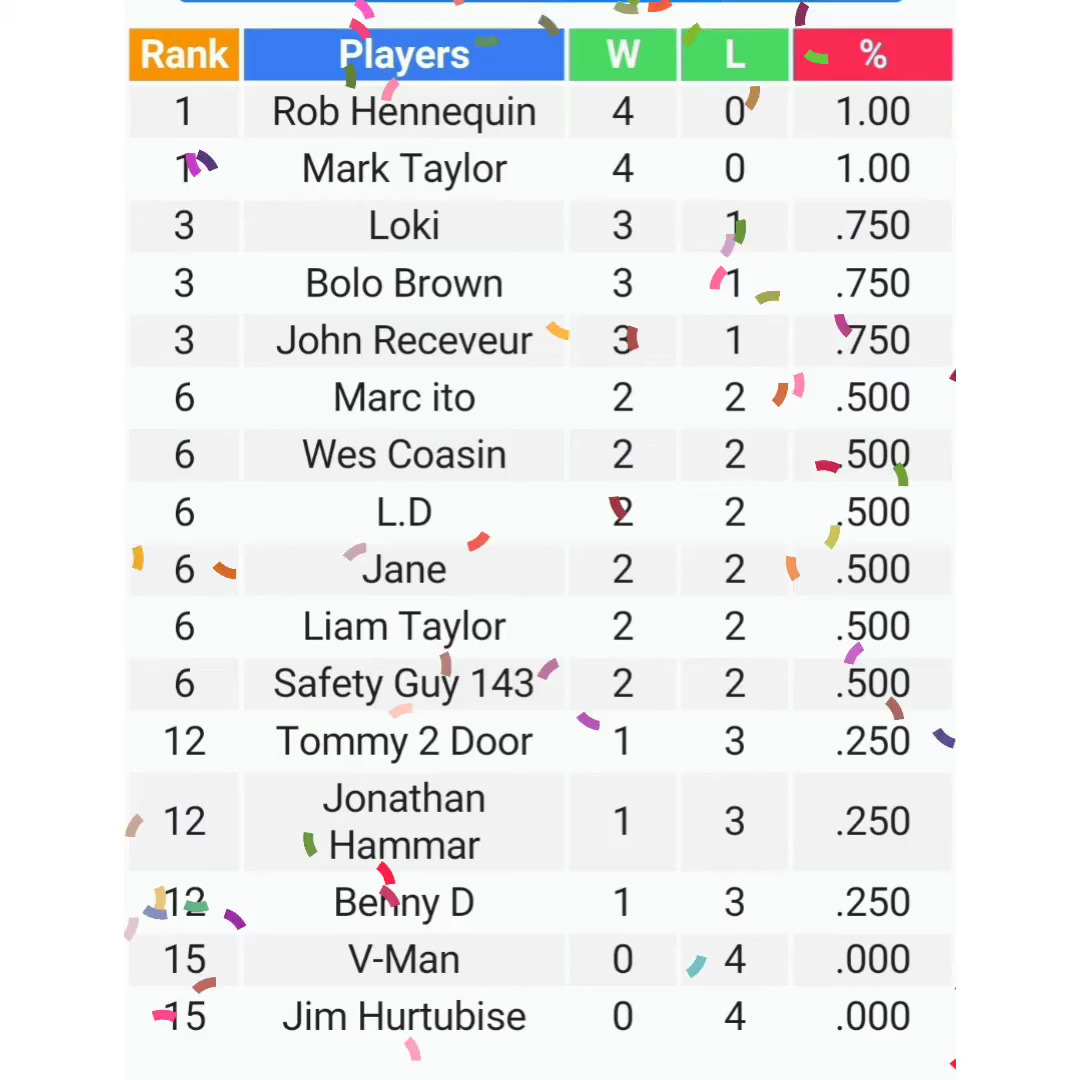 Rank Players W L %
1 Rob Hennequin 4 0 1.00
1 Mark Taylor 4 0 1.00
3 Loki 3 1 .750
3 Bolo Brown 3 1 .750
3 John Receveur 3 1 .750
6 Marc ito 2 2 .500
6 Wes Coasin 2 2 .500
6 L.D 2 2 .500
6 Jane 2 2 .500
6 Liam Taylor 2 2 .500
6 Safety Guy 143 2 2 .500
12 Tommy 2 Door 1 3 .250
12 Jonathan
Hammar 1 3 .250
12 Benny D 1 3 .250
15 V-Man 0 4 .000
15 Jim Hurtubise 0 4 .000